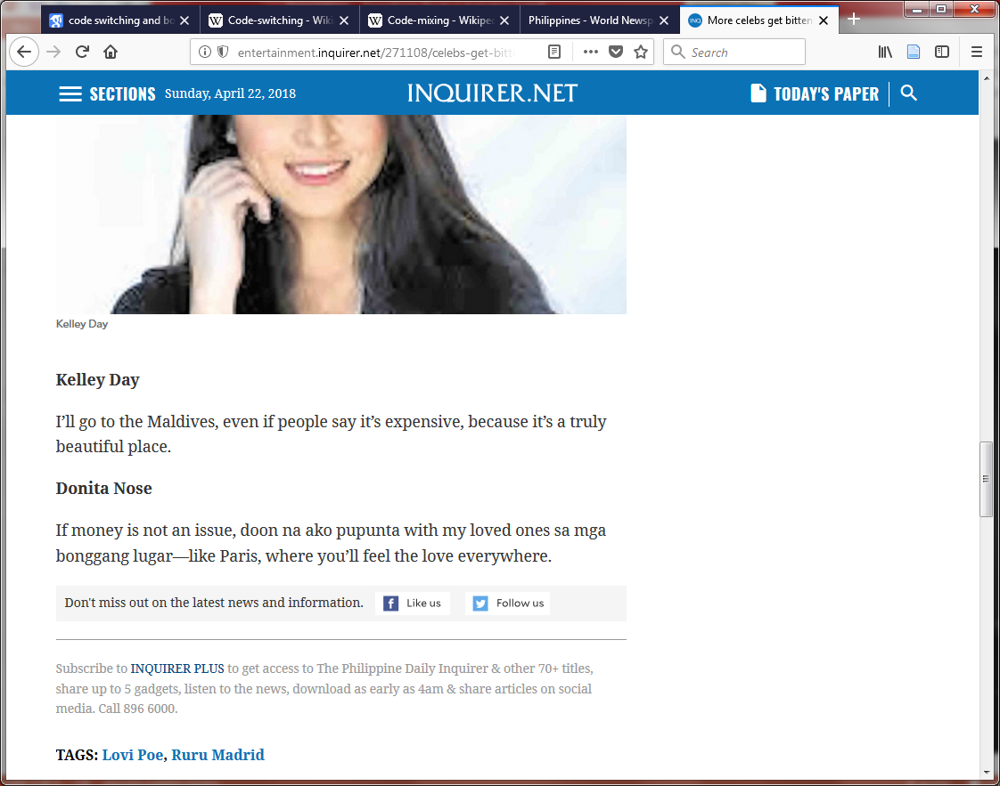 code switching and bo
Code-switching - Wiki
Code-mixing - Wikiped
Philippines - World Newsp
INQ
More celebs get bitten
entertainment.inquirer.net/271108/celebs-get-bitt
Search
SECTIONS Sunday, April 22, 2018
INQUIRER.NET
TODAY'S PAPER
Kelley Day
Kelley Day
I’ll go to the Maldives, even if people say it’s expensive, because it’s a truly
beautiful place.
Donita Nose
If money is not an issue, doon na ako pupunta with my loved ones sa mga
bonggang lugar—like Paris, where you’ll feel the love everywhere.
Don't miss out on the latest news and information.
Like us
Follow us
Subscribe to INQUIRER PLUS to get access to The Philippine Daily Inquirer & other 70+ titles,
share up to 5 gadgets, listen to the news, download as early as 4am & share articles on social
media. Call 896 6000.
TAGS: Lovi Poe, Ruru Madrid